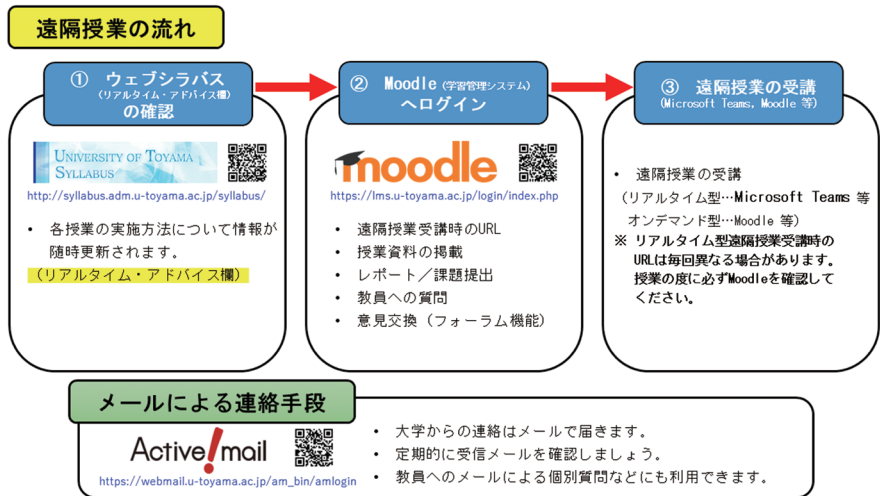 遠隔授業の流れ
① ウェブシラバス
(リアルタイム・アドバイス欄)
の確認
UNIVERSITY OF TOYAMA
SYLLABUS
http://syllabus.adm.u-toyama.ac.jp/syllabus/
• 各授業の実施方法について情報が
随時更新されます。
(リアルタイム・アドバイス欄)
② Moodle(学習管理システム)
へログイン
moodle
https://lms.u-toyama.ac.jp/login/index.php
• 遠隔授業受講時のURL
• 授業資料の掲載
• レポート／課題提出
• 教員への質問
• 意見交換(フォーラム機能)
③ 遠隔授業の受講
(Microsoft Teams, Moodle 等)
• 遠隔授業の受講
(リアルタイム型…Microsoft Teams 等
オンデマンド型…Moodle 等)
※ リアルタイム型遠隔授業受講時の
URLは毎回異なる場合があります。
授業の度に必ずMoodleを確認して
ください。
メールによる連絡手段
Active!mail
https://webmail.u-toyama.ac.jp/am_bin/amlogin
• 大学からの連絡はメールで届きます。
• 定期的に受信メールを確認しましょう。
• 教員へのメールによる個別質問などにも利用できます。